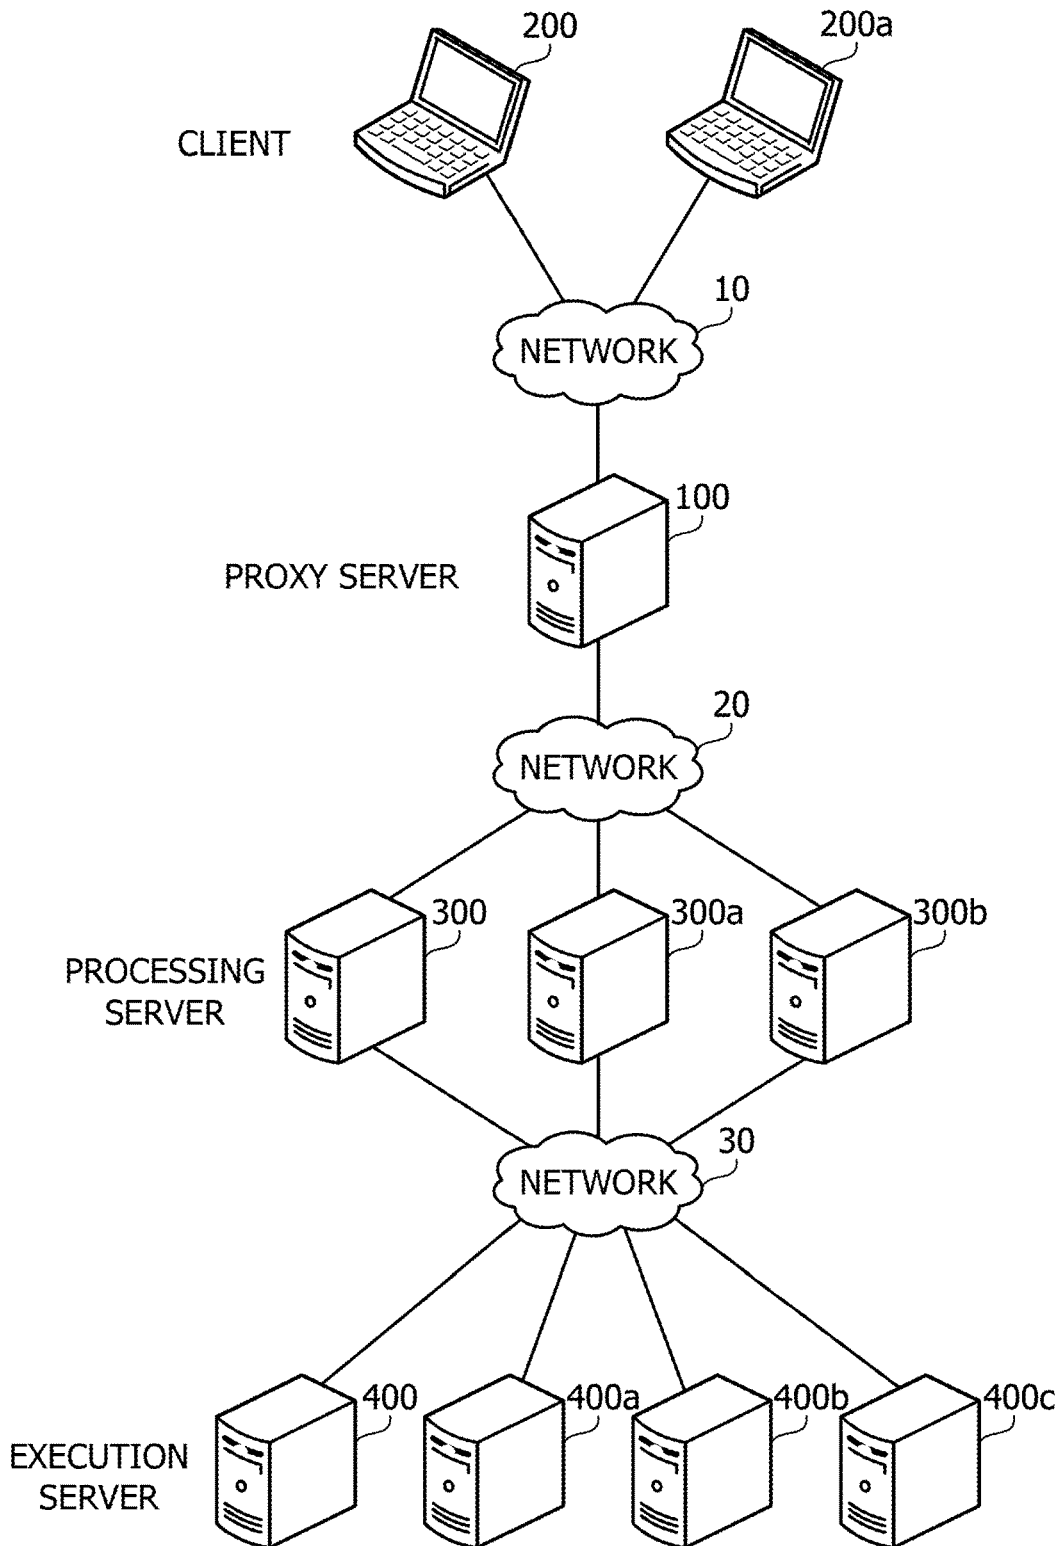 200
200a
CLIENT
10
NETWORK
100
PROXY SERVER
20
NETWORK
300
300a
300b
PROCESSING
SERVER
30
NETWORK
400
400a
400b
400c
EXECUTION
SERVER